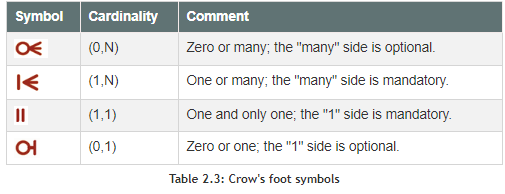 Symbol Cardinality Comment
(0,N) Zero or many; the "many" side is optional.
(1,N) One or many; the "many" side is mandatory.
(1,1) One and only one; the "1" side is mandatory.
(0,1) Zero or one; the "1" side is optional.
Table 2.3: Crow's foot symbols